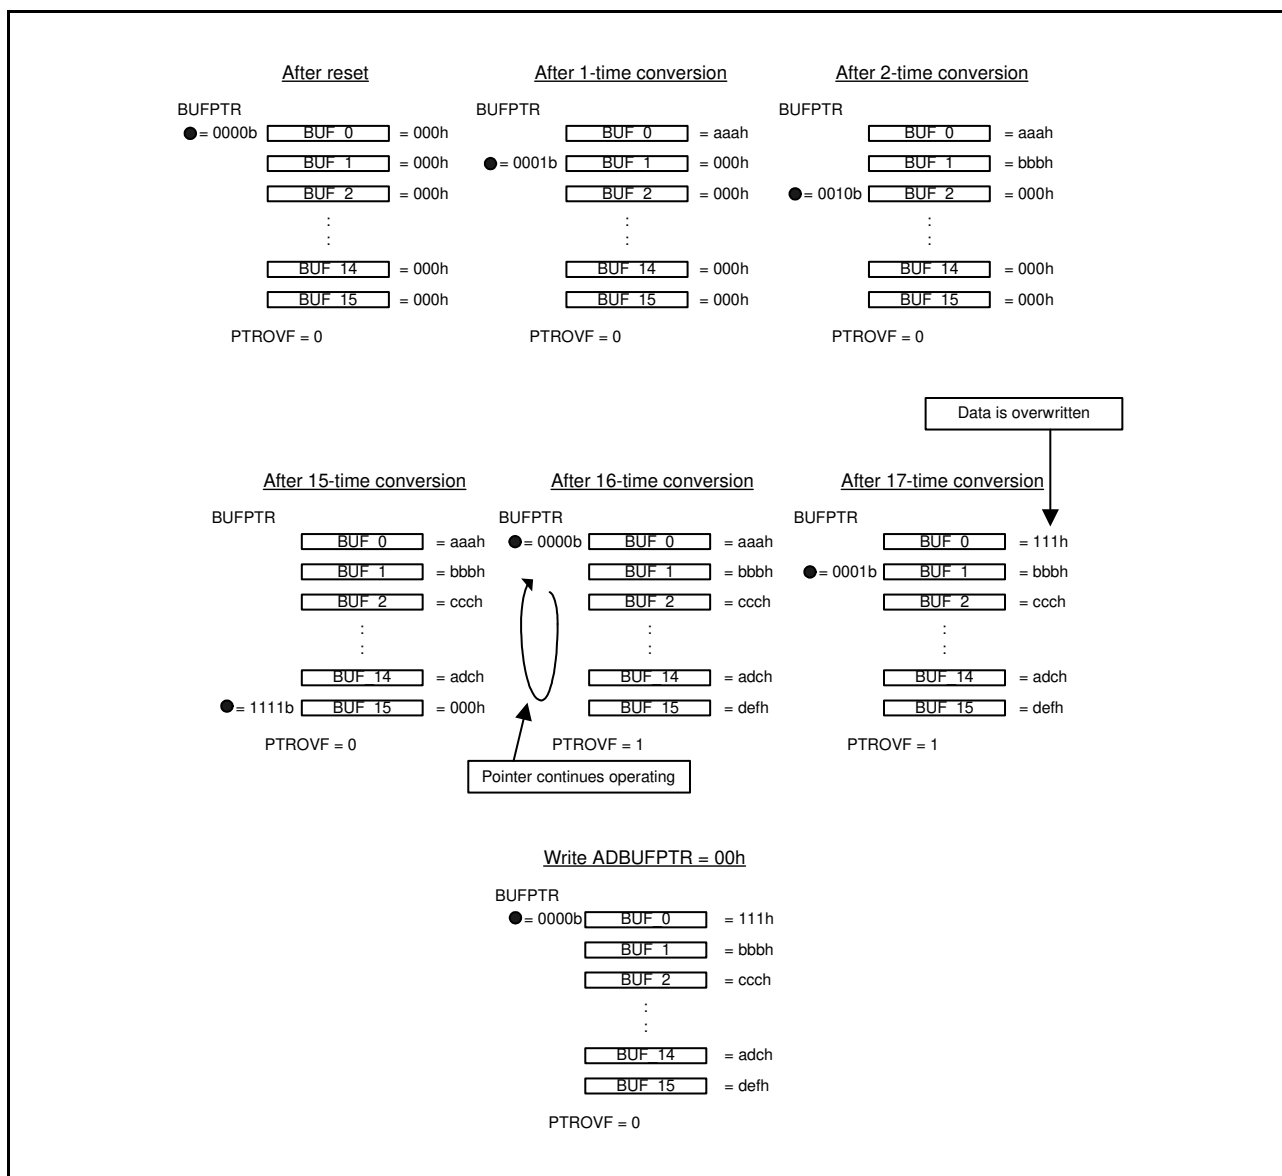 After reset
BUFPTR
= 0000b BUF_0 = 000h
BUF_1 = 000h
BUF_2 = 000h
:
:
BUF_14 = 000h
BUF_15 = 000h
PTROVF = 0
After 1-time conversion
BUFPTR
BUF_0 = aaah
= 0001b BUF_1 = 000h
BUF_2 = 000h
:
:
BUF_14 = 000h
BUF_15 = 000h
PTROVF = 0
After 2-time conversion
BUFPTR
BUF_0 = aaah
BUF_1 = bbbh
= 0010b BUF_2 = 000h
:
:
BUF_14 = 000h
BUF_15 = 000h
PTROVF = 0
After 15-time conversion
BUFPTR
BUF_0 = aaah
BUF_1 = bbbh
BUF_2 = ccch
:
:
BUF_14 = adch
= 1111b BUF_15 = 000h
PTROVF = 0
After 16-time conversion
BUFPTR
= 0000b BUF_0 = aaah
BUF_1 = bbbh
BUF_2 = ccch
:
:
BUF_14 = adch
BUF_15 = defh
PTROVF = 1
Pointer continues operating
Data is overwritten
After 17-time conversion
BUFPTR
BUF_0 = 111h
= 0001b BUF_1 = bbbh
BUF_2 = ccch
:
:
BUF_14 = adch
BUF_15 = defh
PTROVF = 1
Write ADBUFPTR = 00h
BUFPTR
= 0000b BUF_0 = 111h
BUF_1 = bbbh
BUF_2 = ccch
:
:
BUF_14 = adch
BUF_15 = defh
PTROVF = 0